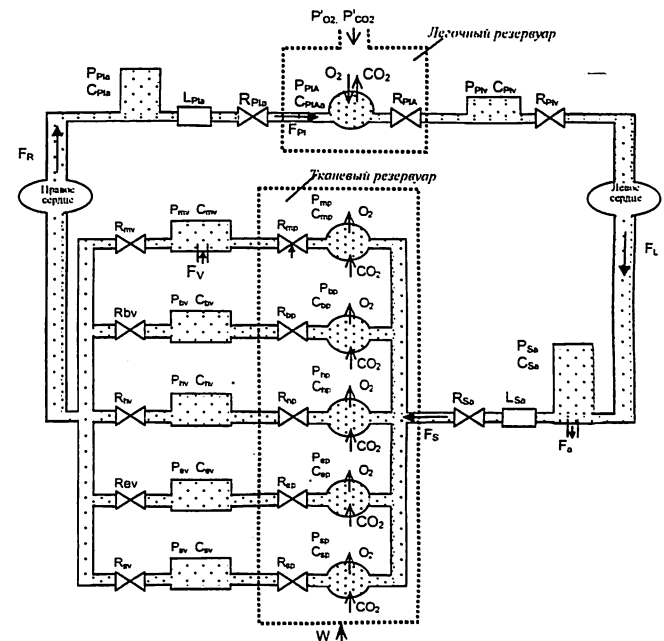 P'O2, P'CO2
Легочный резервуар
O2 CO2
PPla
CPla
LPla
RPla
PPlA
CPlAa
RPlA
PPlv CPlv
RPlv
FPl
FR
Правое
сердце
Левое
сердце
FL
Тканевый резервуар
Rmv
Pmv Cmv
Rmp
Pmp
Cmp
O2
CO2
FV
Rbv
Pbv Cbv
Rbp
Pbp
Cbp
O2
CO2
Rhv
Phv Chv
Rhp
Php
Chp
O2
CO2
FS
RSa
LSa
PSa
CSa
Fa
Pev Cev
Rep
Pep
Cep
O2
CO2
Rsv
Psv Csv
Rsp
Psp
Csp
O2
CO2
W